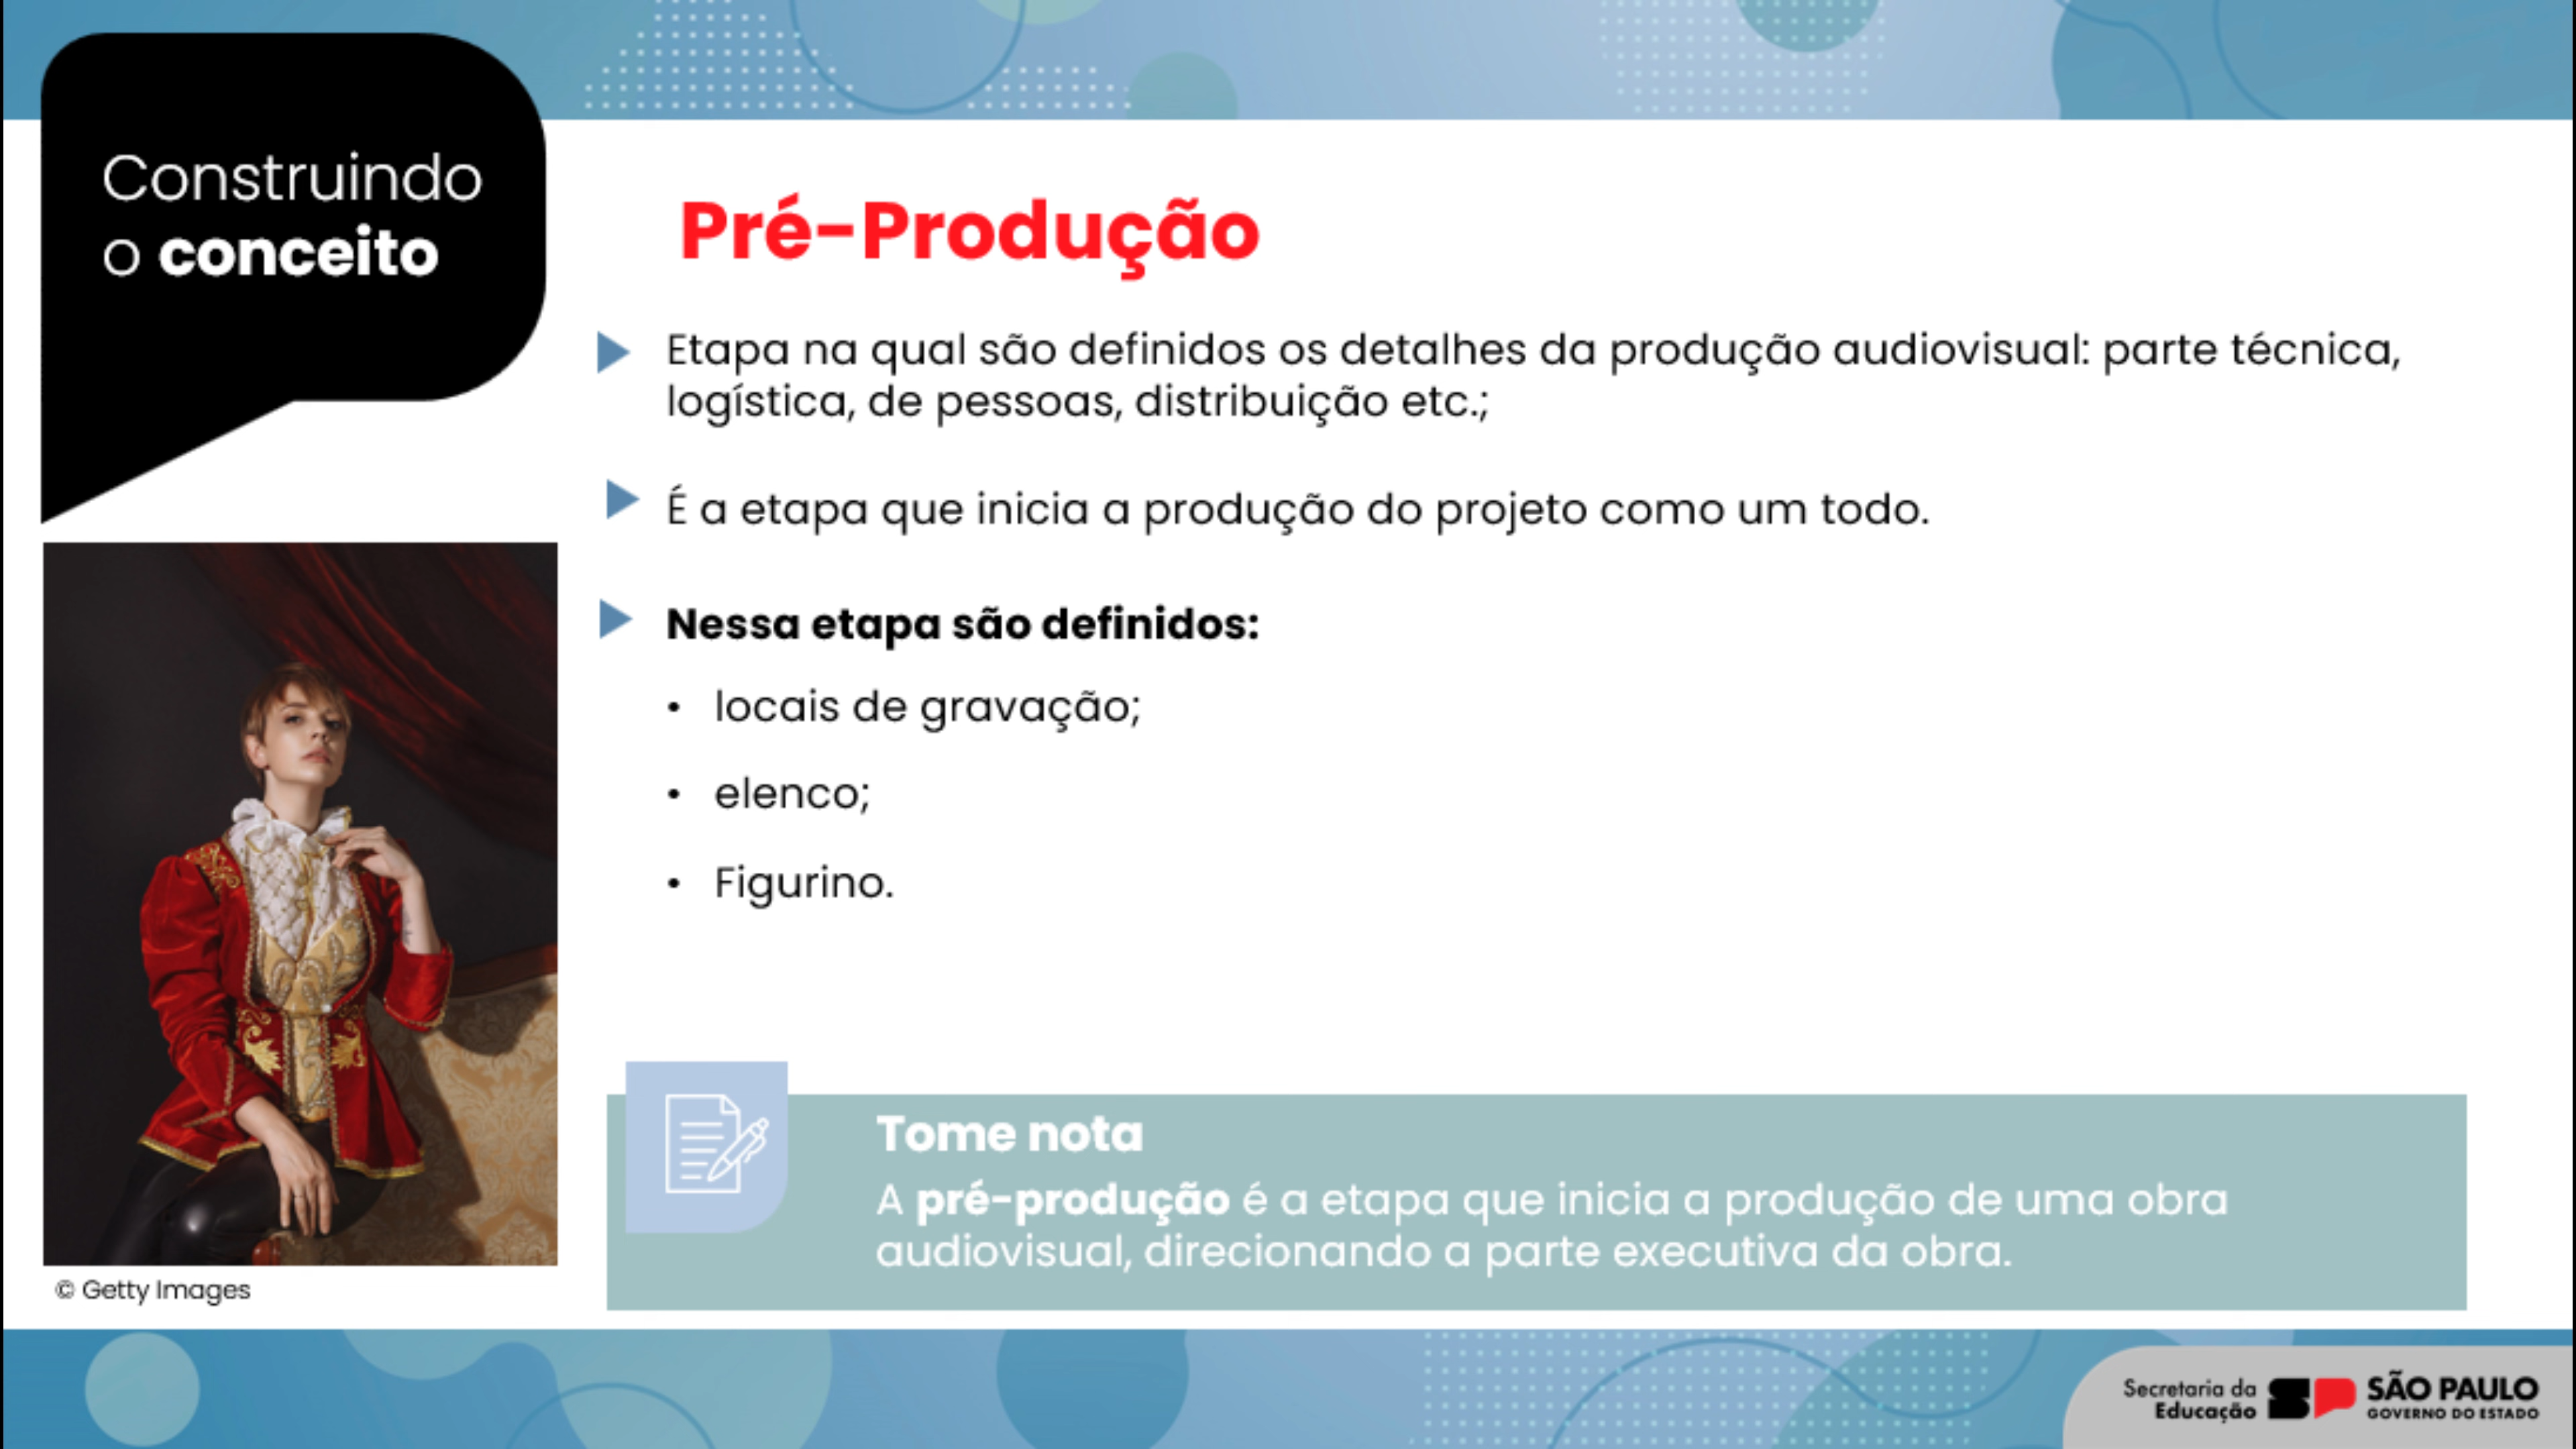 Construindo
o conceito
Pré-Produção
Etapa na qual são definidos os detalhes da produção audiovisual: parte técnica,
logística, de pessoas, distribuição etc.;
É a etapa que inicia a produção do projeto como um todo.
Nessa etapa são definidos:
• locais de gravação;
• elenco;
• Figurino.
© Getty Images
Tome nota
A pré-produção é a etapa que inicia a produção de uma obra
audiovisual, direcionando a parte executiva da obra.
Secretaria da
Educação
SP
SÃO PAULO
GOVERNO DO ESTADO